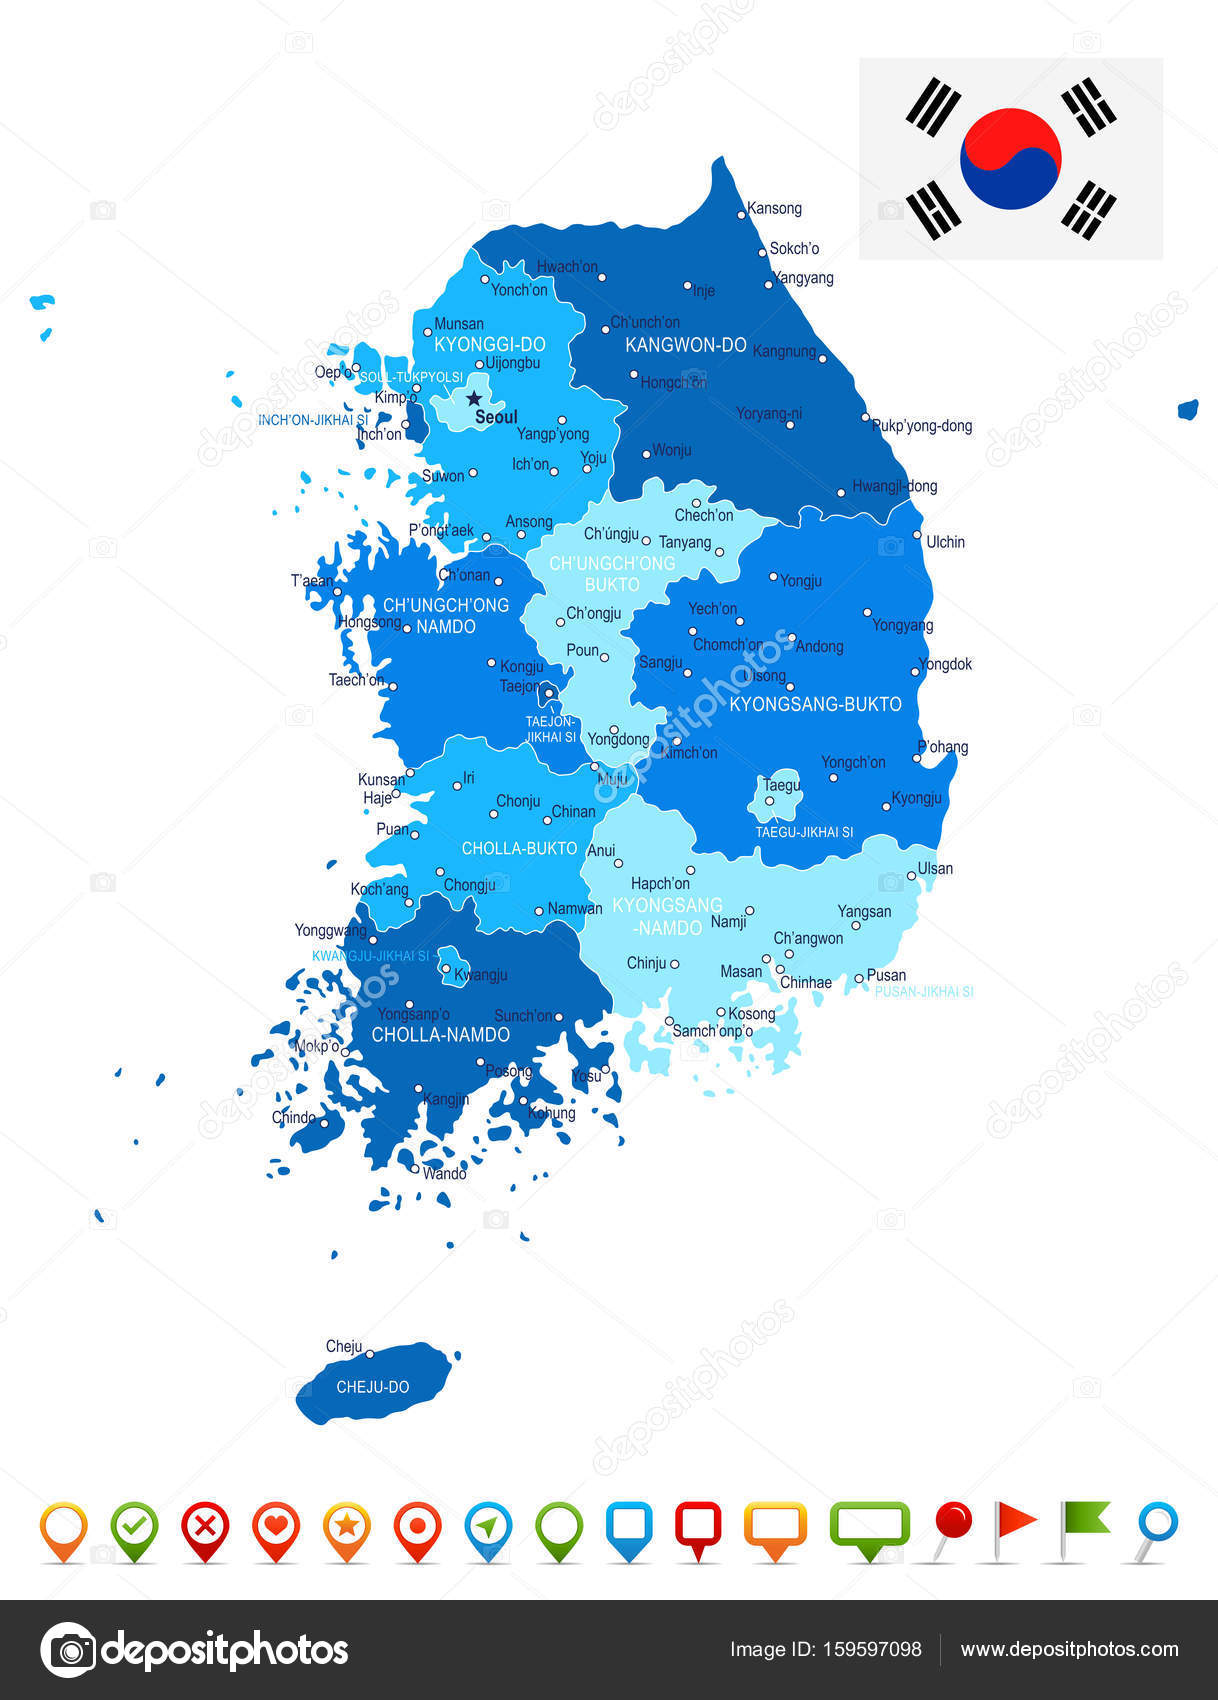 Kansong
Sokch'o
Yangyang
Hwach'on
Yonch'on
Inje
Munsan
Ch'unch'on
KYONGGI-DO
KANGWON-DO
Kangnung
Uijongbu
Oep'o
SOUL-TUKPYOLSI
Hongch'on
Kimp'o
INCH'ON-JIKHAI SI
Seoul
Yoryang-ni
Pukp'yong-dong
Inch'on
Yangp'yong
Wonju
Ich'on
Yoju
Suwon
Hwangji-dong
Chech'on
P'ongt'aek
Ansong
Ch'úngju
Tanyang
Ulchin
CH'UNGCH'ONG
BUKTO
T'aean
Ch'onan
Yongju
CH'UNGCH'ONG
NAMDO
Hongsong
Ch'ongju
Yech'on
Yongyang
Chomch'on
Andong
Poun
Kongju
Sangju
Yongdok
Taech'on
Taejon
Uisong
KYONGSANG-BUKTO
TAEJON-
JIKHAI SI
Yongdong
Kimch'on
P'ohang
Yongch'on
Kunsan
Iri
Muju
Taegu
Haje
Chonju
Chinan
Kyongju
Puan
TAEGU-JIKHAI SI
CHOLLA-BUKTO
Anui
Ulsan
Koch'ang
Chongju
Hapch'on
KYONGSANG
-NAMDO
Namwan
Namji
Yangsan
Yonggwang
Ch'angwon
KWANGJU-JIKHAI SI
Kwangju
Chinju
Masan
Chinhae
Pusan
PUSAN-JIKHAI SI
Yongsanp'o
Sunch'on
Kosong
CHOLLA-NAMDO
Samch'onp'o
Mokp'o
Posong
Yosu
Kangjin
Kohung
Chindo
Wando
Cheju
CHEJU-DO
depositphotos
Image ID: 159597098
www.depositphotos.com